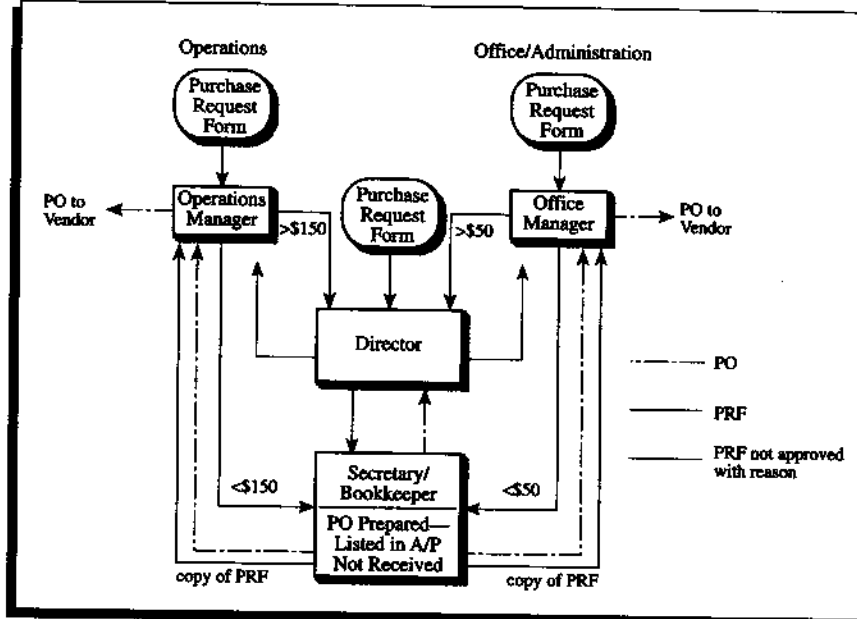 Operations
Office/Administration
Purchase
Request
Form
Purchase
Request
Form
PO to
Vendor
Operations
Manager
Purchase
Request
Form
Office
Manager
PO to
Vendor
>$150
>$50
Director
PO
PRF
PRF not approved
with reason
<$150
Secretary/
Bookkeeper
<$50
PO Prepared—
Listed in A/P
Not Received
copy of PRF
copy of PRF